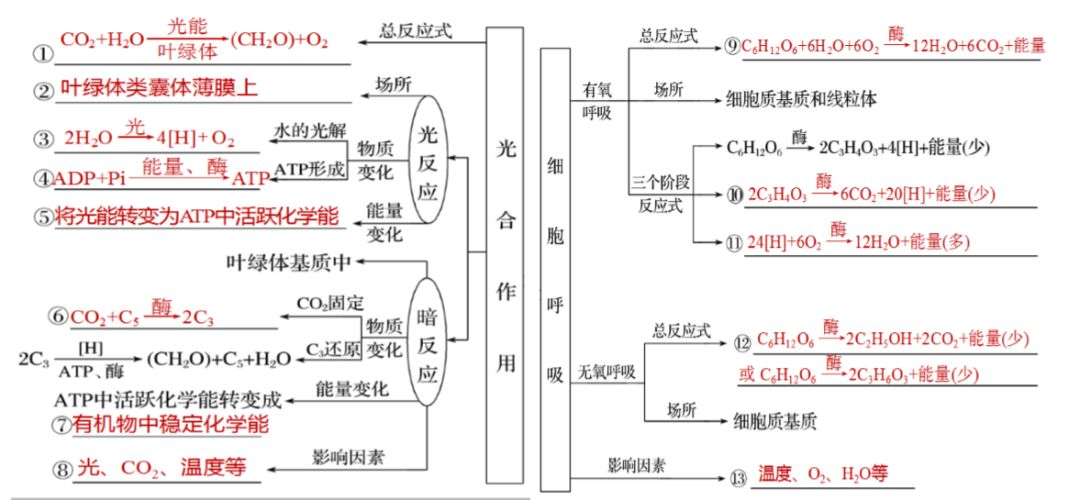 总反应式
① CO₂+H₂O 光能 叶绿体 (CH₂O)+O₂
② 叶绿体类囊体薄膜上
场所
③ 2H₂O 光 4[H]+O₂
水的光解
④ADP+Pi 能量、酶 ATP
ATP形成
物质
变化
光反应
⑤将光能转变为ATP中活跃化学能
能量
变化
叶绿体基质中
⑥CO₂+C₅ 酶 2C₃
CO₂固定
2C₃ [H] ATP、酶 (CH₂O)+C₅+H₂O
C₃还原
物质
变化
暗反应
ATP中活跃化学能转变成
能量变化
⑦有机物中稳定化学能
⑧ 光、CO₂、温度等
影响因素
光合作用
细胞呼吸
有氧
呼吸
总反应式
⑨C₆H₁₂O₆+6H₂O+6O₂ 酶 12H₂O+6CO₂+能量
场所
细胞质基质和线粒体
三个阶段
反应式
C₆H₁₂O₆ 酶 2C₃H₄O₃+4[H]+能量(少)
⑩ 2C₃H₄O₃ 酶 6CO₂+20[H]+能量(少)
⑪ 24[H]+6O₂ 酶 12H₂O+能量(多)
无氧呼吸
总反应式
⑫ C₆H₁₂O₆ 酶 2C₂H₅OH+2CO₂+能量(少)
或 C₆H₁₂O₆ 酶 2C₃H₆O₃+能量(少)
场所
细胞质基质
影响因素
⑬ 温度、O₂、H₂O等